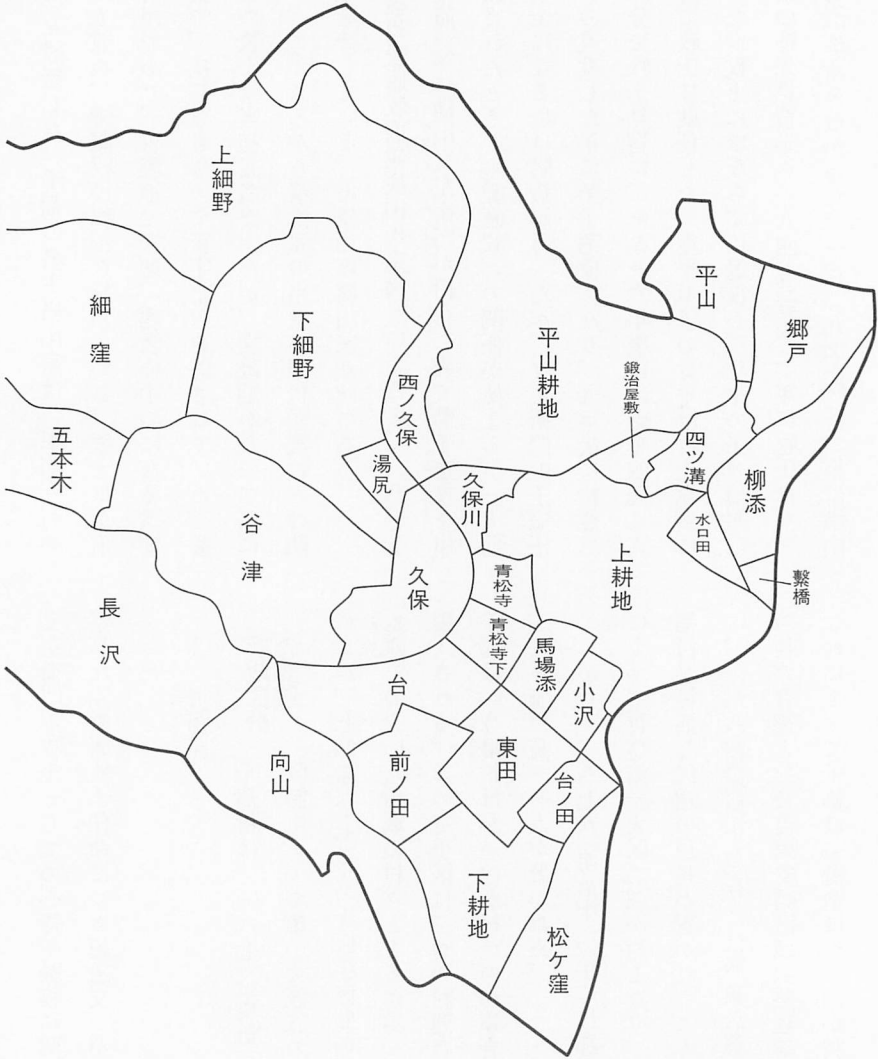 上細野
細窪
下細野
五本木
谷津
長沢
西ノ久保
湯尻
久保川
久保
平山耕地
平山
郷戸
鍛治屋敷
四ツ溝
柳添
水口田
繫橋
上耕地
青松寺
青松寺下
馬場添
小沢
台
東田
前ノ田
台ノ田
向山
下耕地
松ケ窪